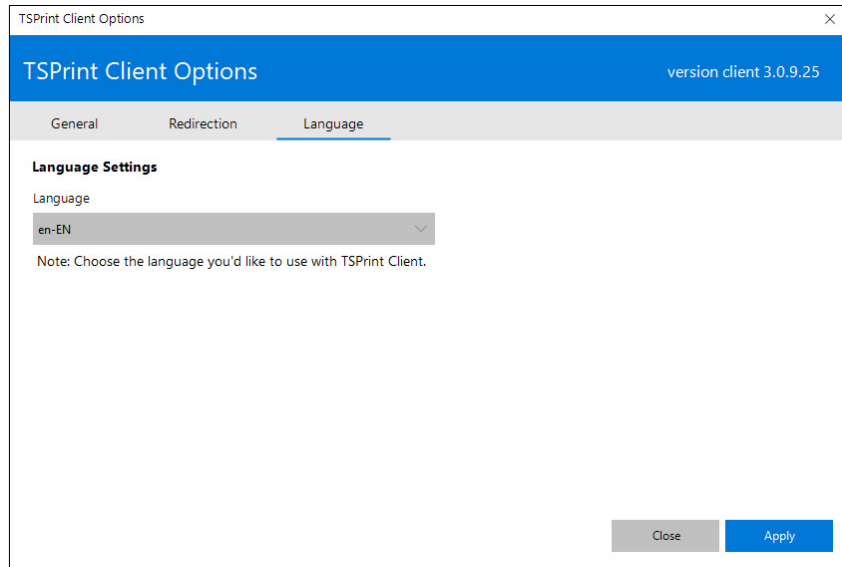 TSPrint Client Options
TSPrint Client Options
version client 3.0.9.25
General Redirection Language
Language Settings
Language
en-EN
Note: Choose the language you'd like to use with TSPrint Client.
Close Apply